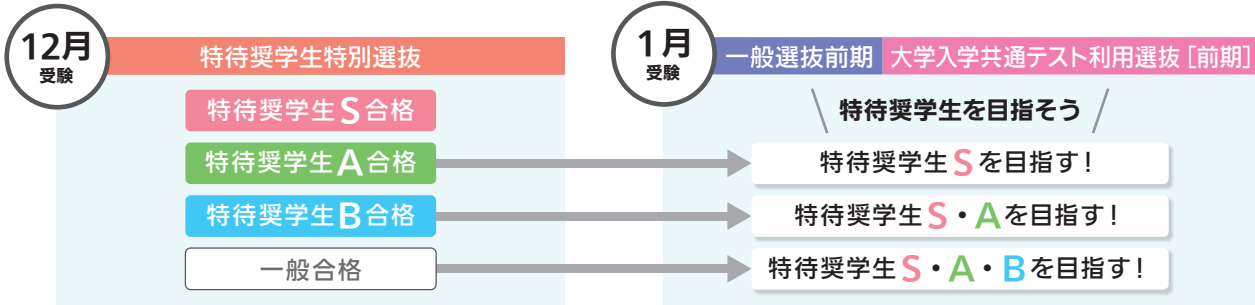 12月
受験
特待奨学生特別選抜
特待奨学生S合格
特待奨学生A合格
特待奨学生B合格
一般合格
1月
受験
一般選抜前期
大学入学共通テスト利用選抜［前期］
特待奨学生を目指そう
特待奨学生Sを目指す！
特待奨学生S・Aを目指す！
特待奨学生S・A・Bを目指す！